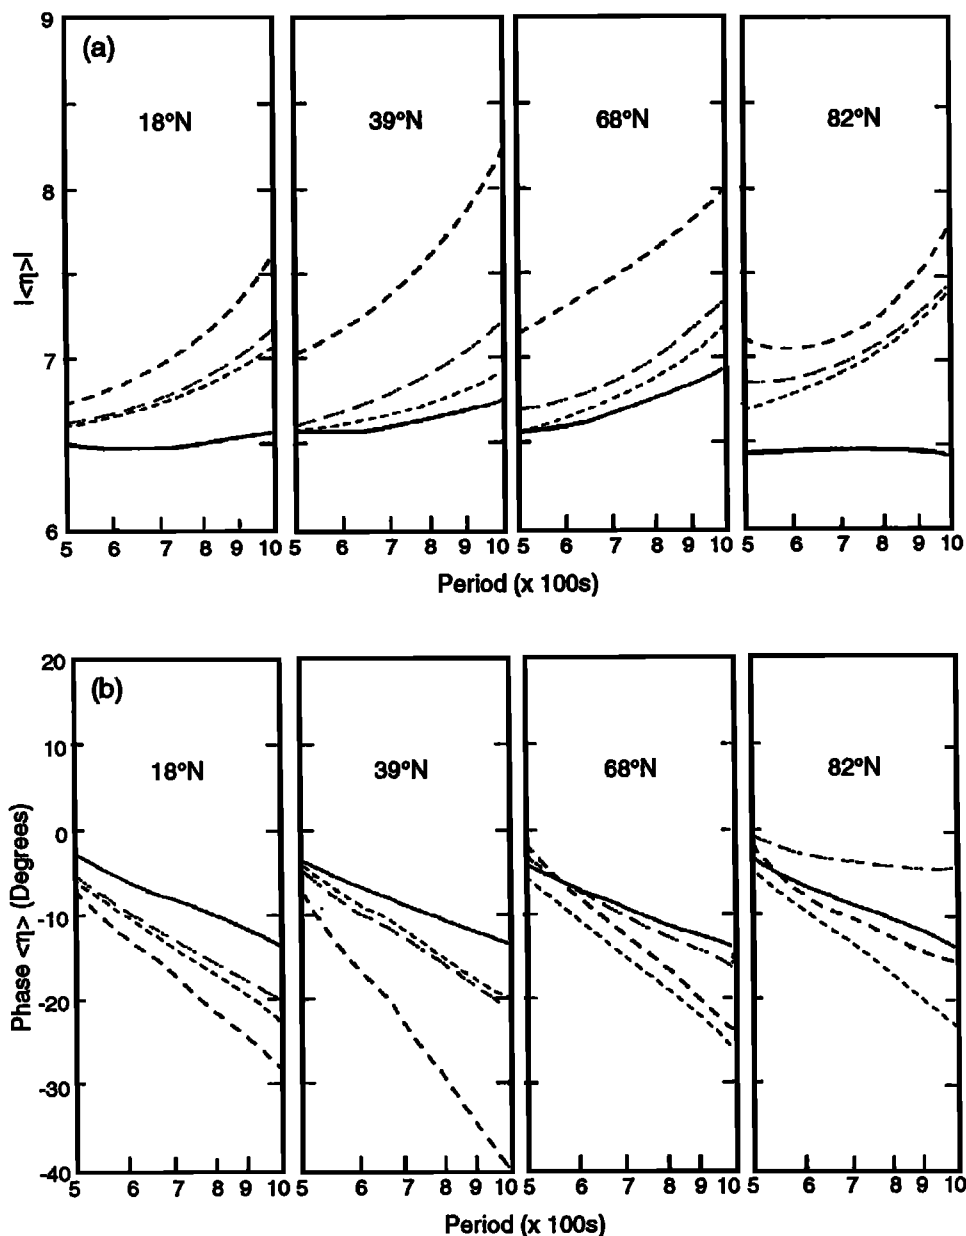 (a)
18°N
39°N
68°N
82°N
|<η>|
9
8
7
6
5 6 7 8 9 10
5 6 7 8 9 10
5 6 7 8 9 10
5 6 7 8 9 10
Period (x 100s)
(b)
18°N
39°N
68°N
82°N
Phase <η> (Degrees)
20
10
0
-10
-20
-30
-40
5 6 7 8 9 10
5 6 7 8 9 10
5 6 7 8 9 10
5 6 7 8 9 10
Period (x 100s)